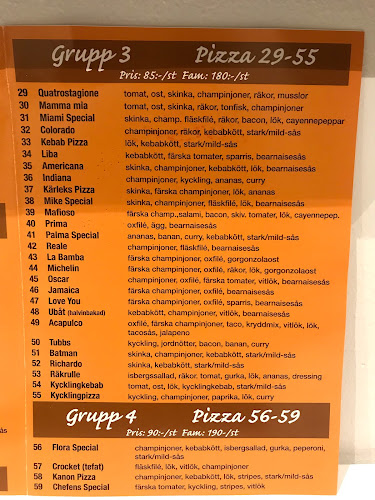 Grupp 3 Pizza 29-55
Pris: 85:-/st Fam: 180:-/st
29 Quatrostagione tomat, ost, skinka, champinjoner, räkor, musslor
30 Mamma mia tomat, ost, skinka, räkor, tonfisk, champinjoner
31 Miami Special skinka, champ. fläskfilé, räkor, bacon, lök, cayennepeppar
32 Colorado champinjoner, räkor, kebabkött, stark/mild-sås
33 Kebab Pizza lök, kebabkött, stark/mild-sås
34 Liba kebabkött, färska tomater, sparris, bearnaisesås
35 Americana skinka, champinjoner, kebabkött, lök, bearnaisesås
36 Indiana champinjoner, kyckling, ananas, curry
37 Kärleks Pizza skinka, färska champinjoner, lök, ananas
38 Mike Special skinka, champinjoner, fläskfilé, lök, bearnaisesås
39 Mafioso färska champ.,salami, bacon, skiv. tomater, lök, cayennepep.
40 Prima oxfilé, ägg, bearnaisesås
41 Palma Special ananas, banan, curry, kebabkött, stark/mild-sås
42 Reale champinjoner, fläskfilé, bearnaisesås
43 La Bamba färska champinjoner, oxfilé, gorgonzolaost
44 Michelin färska champinjoner, oxfilé, räkor, lök, gorgonzolaost
45 Oscar champinjoner, oxfilé, färska tomater, vitlök, bearnaisesås
46 Jamaica färska champinjoner, oxfilé, lök, bearnaisesås
47 Love You färska champinjoner, oxfilé, sparris, bearnaisesås
48 Ubåt (halvinbakad) kebabkött, champinjoner, vitlök, stark/mild-sås
49 Acapulco oxfilé, färska champinjoner, taco, kryddmix, vitlök, lök,
tacosås, jalapeno
50 Tubbs kyckling, jordnötter, bacon, banan, curry
51 Batman skinka, champinjoner, kebabkött, stark/mild-sås
52 Richardo skinka, räkor, kebabkött, lök, stark/mild-sås
53 Räkrulle isbergssallad, räkor, tomat, gurka, lök, ananas, dressing
54 Kycklingkebab tomat, ost, lök, kycklingkebab, stark/mild-sås
55 Kycklingpizza kyckling, champinjoner, paprika, lök, curry
Grupp 4 Pizza 56-59
Pris: 90:-/st Fam: 190-/st
56 Flora Special champinjoner, kebabkött, isbergsallad, gurka, peperoni,
stark/mild-sås
57 Crocket (tefat) fläskfilé, lök, vitlök, champinjoner
58 Kanon Pizza champinjoner, kebabkött, lök, stripes, stark/mild-sås
59 Chefens Special färska tomater, kyckling, stripes, vitlök